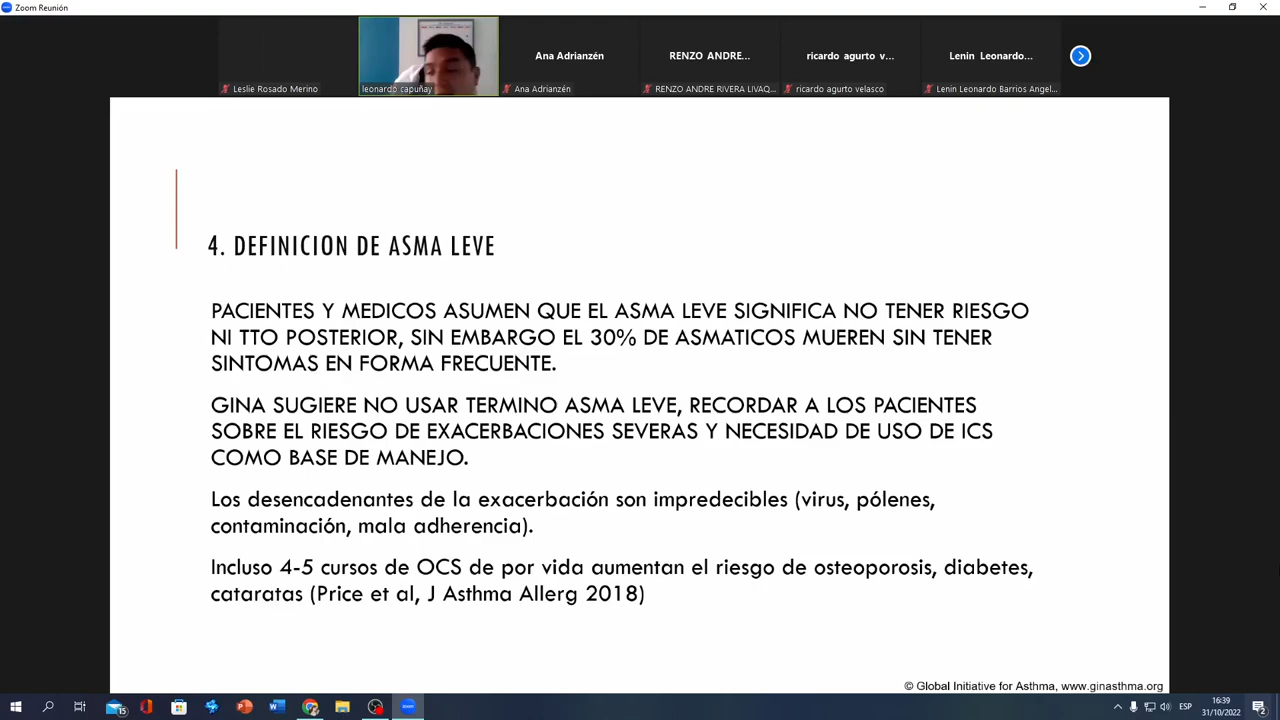 Zoom Reunión
Ana Adrianzén
RENZO ANDRE...
ricardo agurto v...
Lenin Leonardo...
Leslie Rosado Merino
leonardo capuñay
Ana Adrianzén
RENZO ANDRE RIVERA LIVAQ...
ricardo agurto velasco
Lenin Leonardo Barrios Angel...
4. DEFINICION DE ASMA LEVE
PACIENTES Y MEDICOS ASUMEN QUE EL ASMA LEVE SIGNIFICA NO TENER RIESGO
NI TTO POSTERIOR, SIN EMBARGO EL 30% DE ASMATICOS MUEREN SIN TENER
SINTOMAS EN FORMA FRECUENTE.
GINA SUGIERE NO USAR TERMINO ASMA LEVE, RECORDAR A LOS PACIENTES
SOBRE EL RIESGO DE EXACERBACIONES SEVERAS Y NECESIDAD DE USO DE ICS
COMO BASE DE MANEJO.
Los desencadenantes de la exacerbación son impredecibles (virus, pólenes,
contaminación, mala adherencia).
Incluso 4-5 cursos de OCS de por vida aumentan el riesgo de osteoporosis, diabetes,
cataratas (Price et al, J Asthma Allerg 2018)
© Global Initiative for Asthma, www.ginasthma.org
15
ESP
16:39
31/10/2022
2